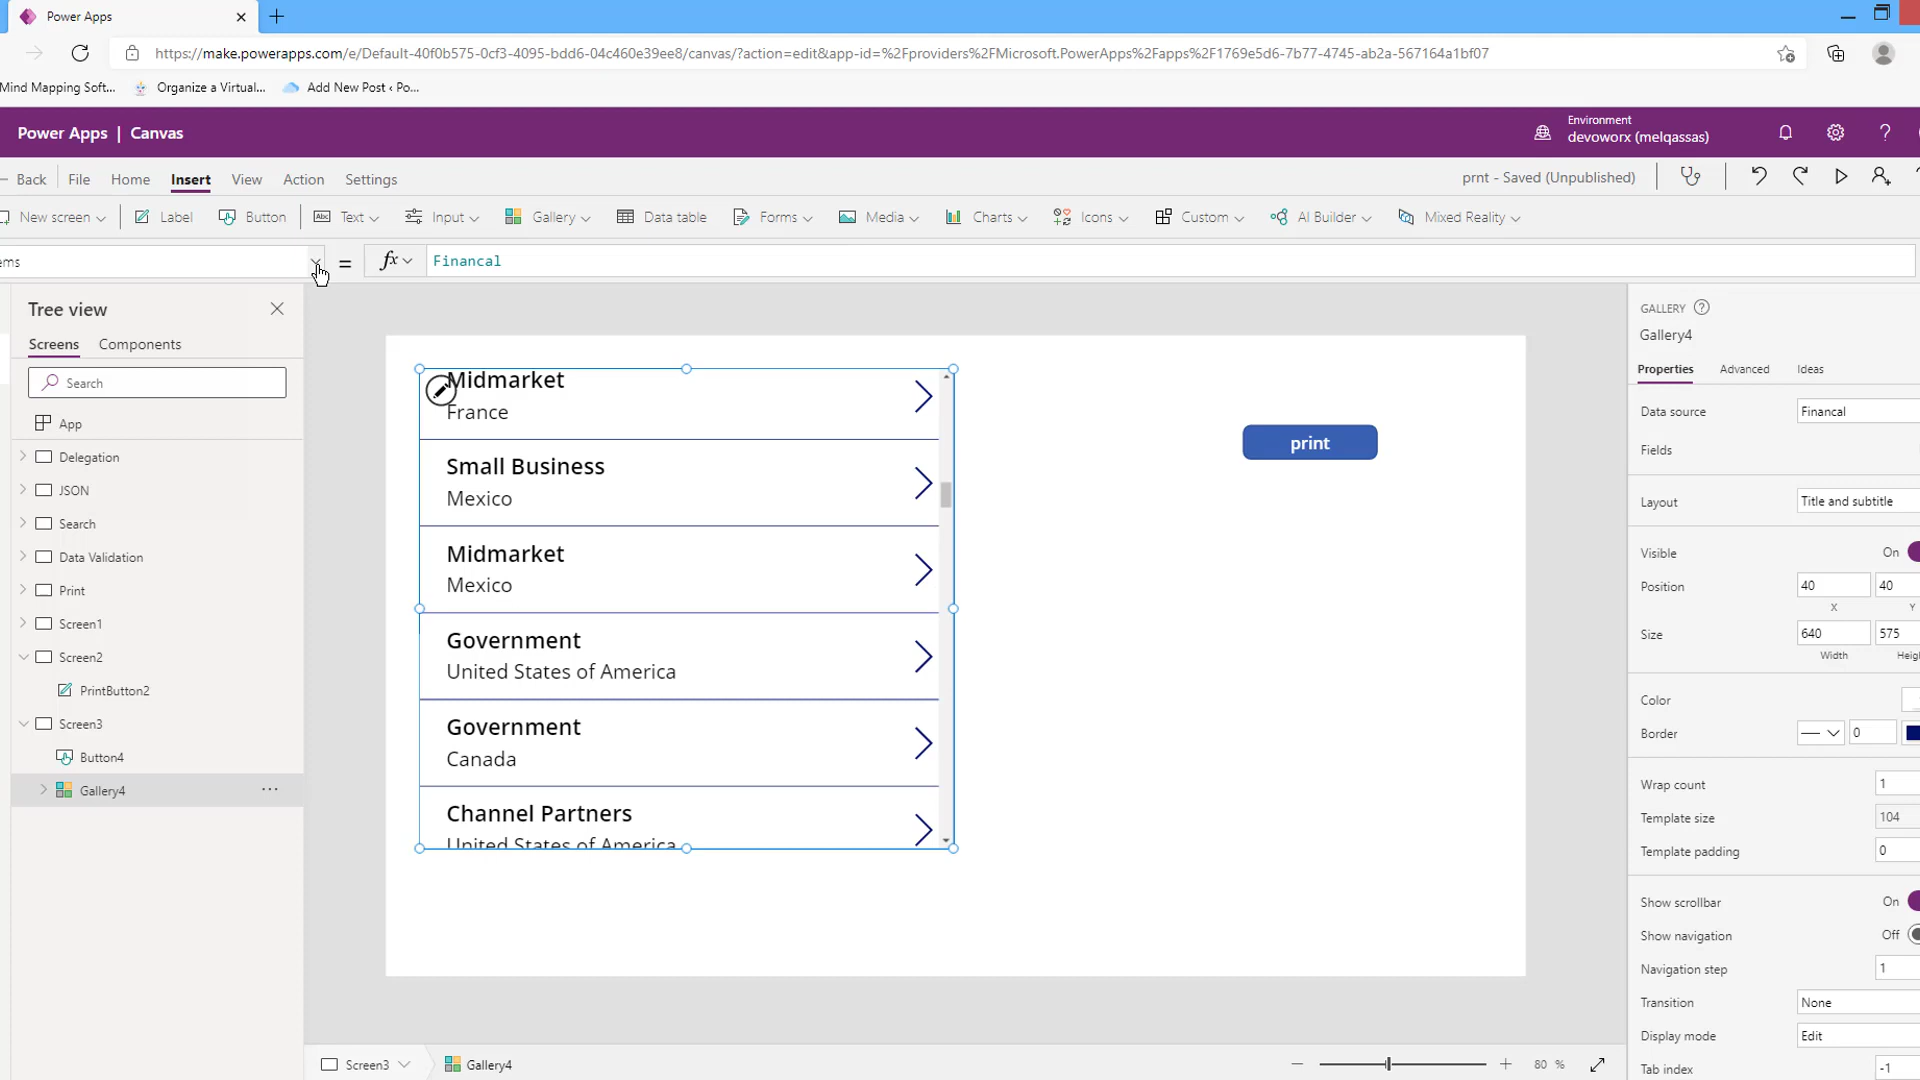 Power Apps
https://make.powerapps.com/e/Default-40f0b575-0cf3-4095-bdd6-04c460e39ee8/canvas/?action=edit&app-id=%2Fproviders%2FMicrosoft.PowerApps%2Fapps%2F1769e5d6-7b77-4745-ab2a-567164a1bf07
Mind Mapping Soft... Organize a Virtual... Add New Post ‹ Po...
Power Apps | Canvas
Environment
devoworx (melqassas)
Back File Home Insert View Action Settings
prnt - Saved (Unpublished)
New screen Label Button Text Input Gallery Data table Forms Media Charts Icons Custom AI Builder Mixed Reality
ems = fx Financal
Tree view
Screens Components
Search
App
Delegation
JSON
Search
Data Validation
Print
Screen1
Screen2
PrintButton2
Screen3
Button4
Gallery4 ...
Midmarket
France
Small Business
Mexico
Midmarket
Mexico
Government
United States of America
Government
Canada
Channel Partners
United States of America
print
GALLERY
Gallery4
Properties Advanced Ideas
Data source Financal
Fields
Layout Title and subtitle
Visible On
Position 40 40
X Y
Size 640 575
Width Heig
Color
Border 0
Wrap count 1
Template size 104
Template padding 0
Show scrollbar On
Show navigation Off
Navigation step 1
Transition None
Display mode Edit
Tab index -1
Screen3 Gallery4
80 %